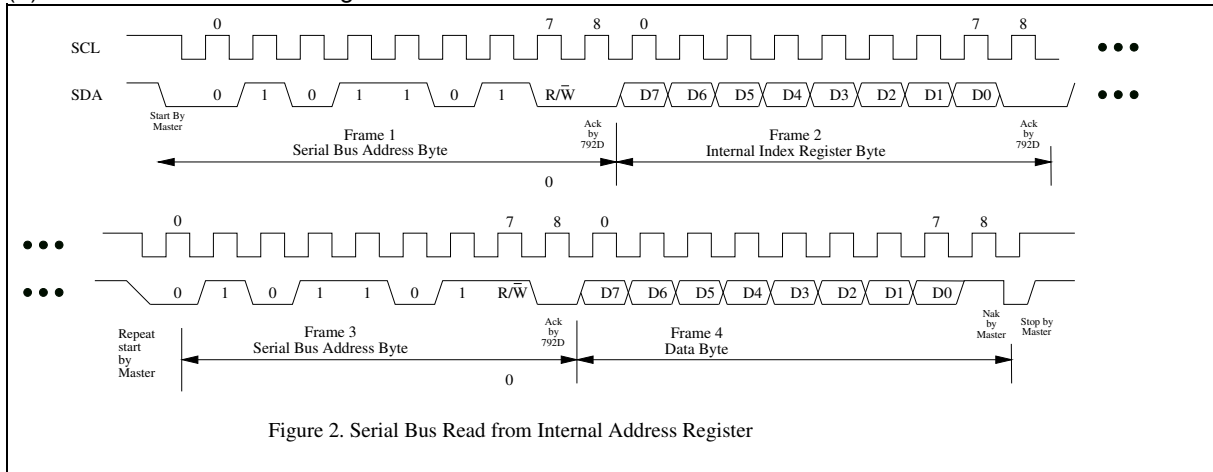 0 7 8 0 7 8
SCL
SDA 0 1 0 1 1 0 1 R/W̅ D7 D6 D5 D4 D3 D2 D1 D0
Start By
Master
Ack
by
792D
Ack
by
792D
Frame 1
Serial Bus Address Byte
Frame 2
Internal Index Register Byte
0
0 7 8 0 7 8
0 1 0 1 1 0 1 R/W̅ D7 D6 D5 D4 D3 D2 D1 D0
Repeat
start
by
Master
Ack
by
792D
Nak
by
Master
Stop by
Master
Frame 3
Serial Bus Address Byte
Frame 4
Data Byte
0
Figure 2. Serial Bus Read from Internal Address Register